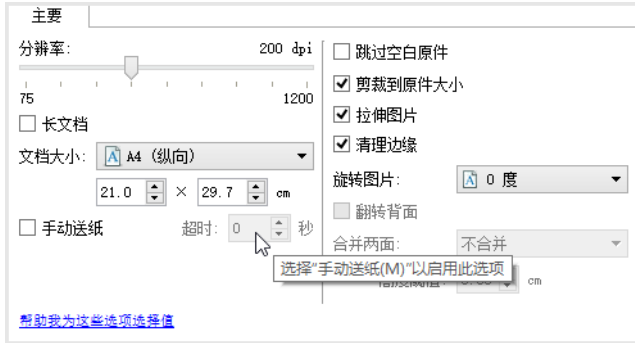 主要
分辨率:
200 dpi
75
1200
长文档
文档大小:
A4 (纵向)
21.0 × 29.7 cm
手动送纸
超时: 0 秒
帮助我为这些选项选择值
跳过空白原件
剪裁到原件大小
拉伸图片
清理边缘
旋转图片:
0 度
翻转背面
合并两面:
不合并
选择“手动送纸(M)”以启用此选项
cm